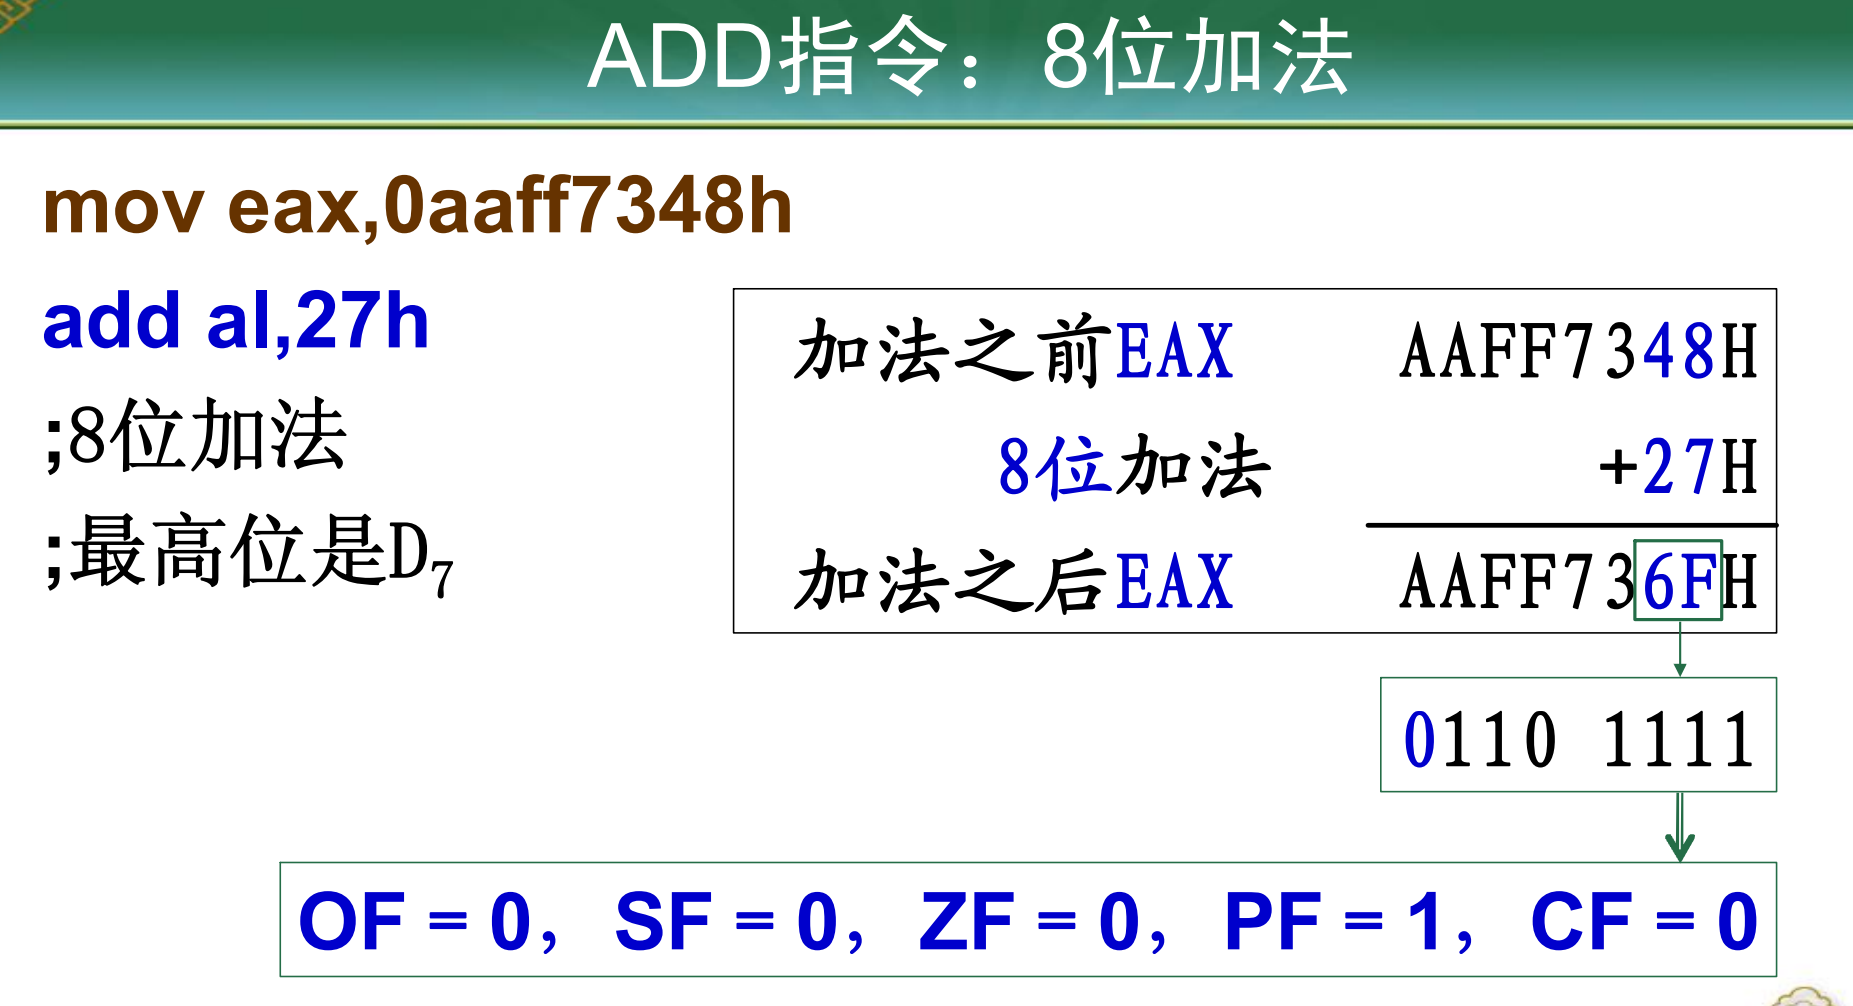 ADD指令：8位加法
mov eax,0aaff7348h
add al,27h
;8位加法
;最高位是D₇
加法之前EAX AAFF7348H
8位加法 +27H
加法之后EAX AAFF736FH
0110 1111
OF = 0，SF = 0，ZF = 0，PF = 1，CF = 0